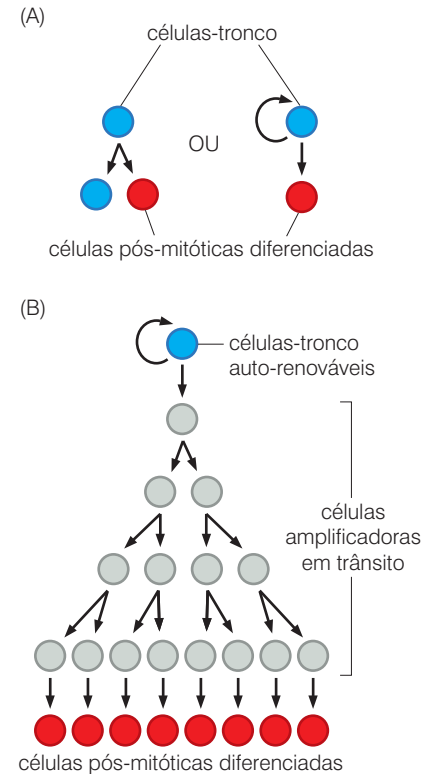 (A)
células-tronco
OU
células pós-mitóticas diferenciadas
(B)
células-tronco
auto-renováveis
células
amplificadoras
em trânsito
células pós-mitóticas diferenciadas